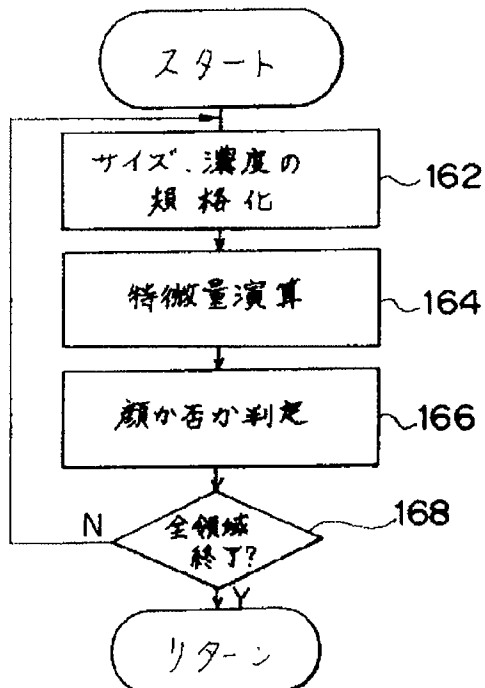 スタート
サイズ、濃度の
規格化
162
特徴量演算
164
顔か否か判定
166
全領域
終了?
168
N
Y
リターン